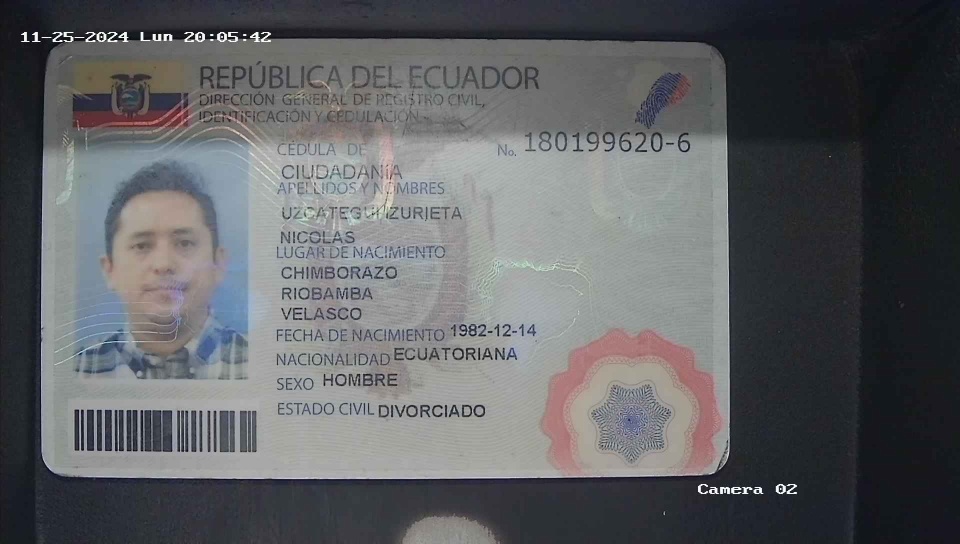 11-25-2024 Lun 20:05:42
REPÚBLICA DEL ECUADOR
DIRECCIÓN GENERAL DE REGISTRO CIVIL,
IDENTIFICACIÓN Y CEDULACIÓN
CÉDULA DE No. 180199620-6
CIUDADANÍA
APELLIDOS Y NOMBRES
UZCATEGUI ZURIETA
NICOLAS
LUGAR DE NACIMIENTO
CHIMBORAZO
RIOBAMBA
VELASCO
FECHA DE NACIMIENTO 1982-12-14
NACIONALIDAD ECUATORIANA
SEXO HOMBRE
ESTADO CIVIL DIVORCIADO
Camera 02